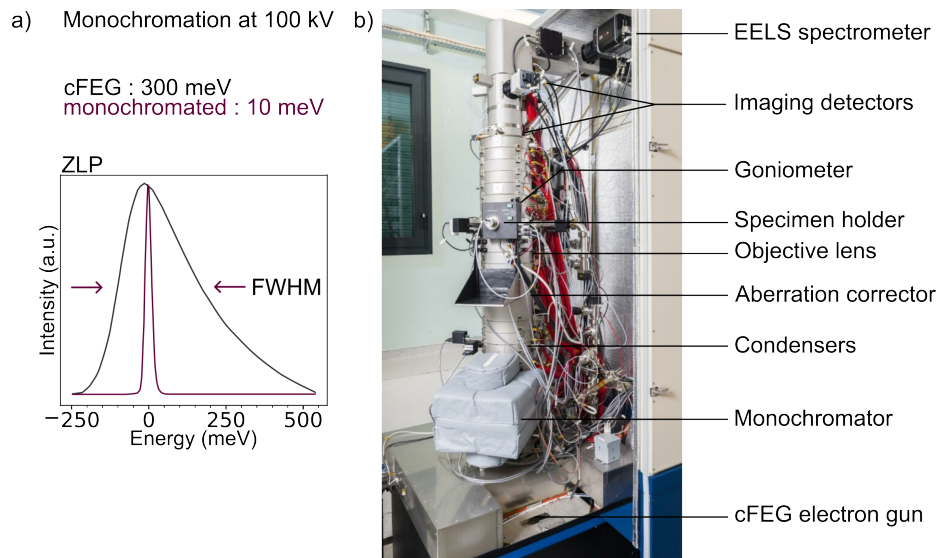 a)
Monochromation at 100 kV
cFEG : 300 meV
monochromated : 10 meV
ZLP
Intensity (a.u.)
FWHM
−250 0 250 500
Energy (meV)
b)
EELS spectrometer
Imaging detectors
Goniometer
Specimen holder
Objective lens
Aberration corrector
Condensers
Monochromator
cFEG electron gun